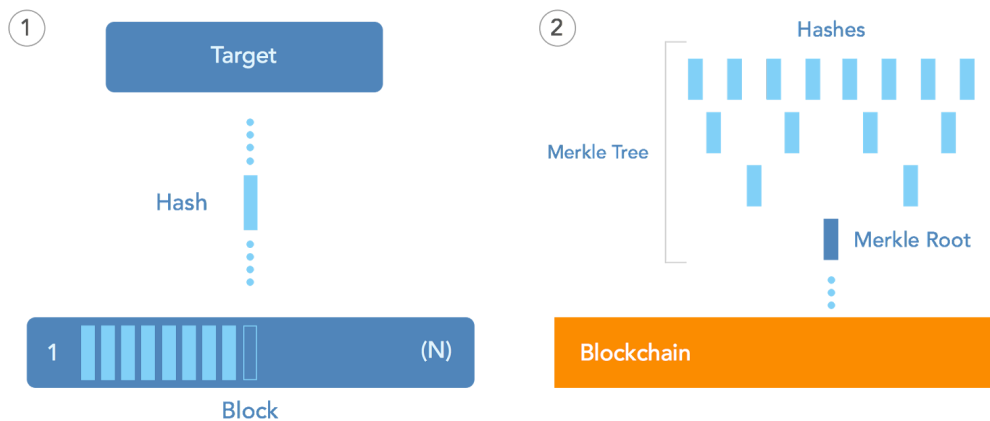 1
Target
Hash
1
(N)
Block
2
Hashes
Merkle Tree
Merkle Root
Blockchain